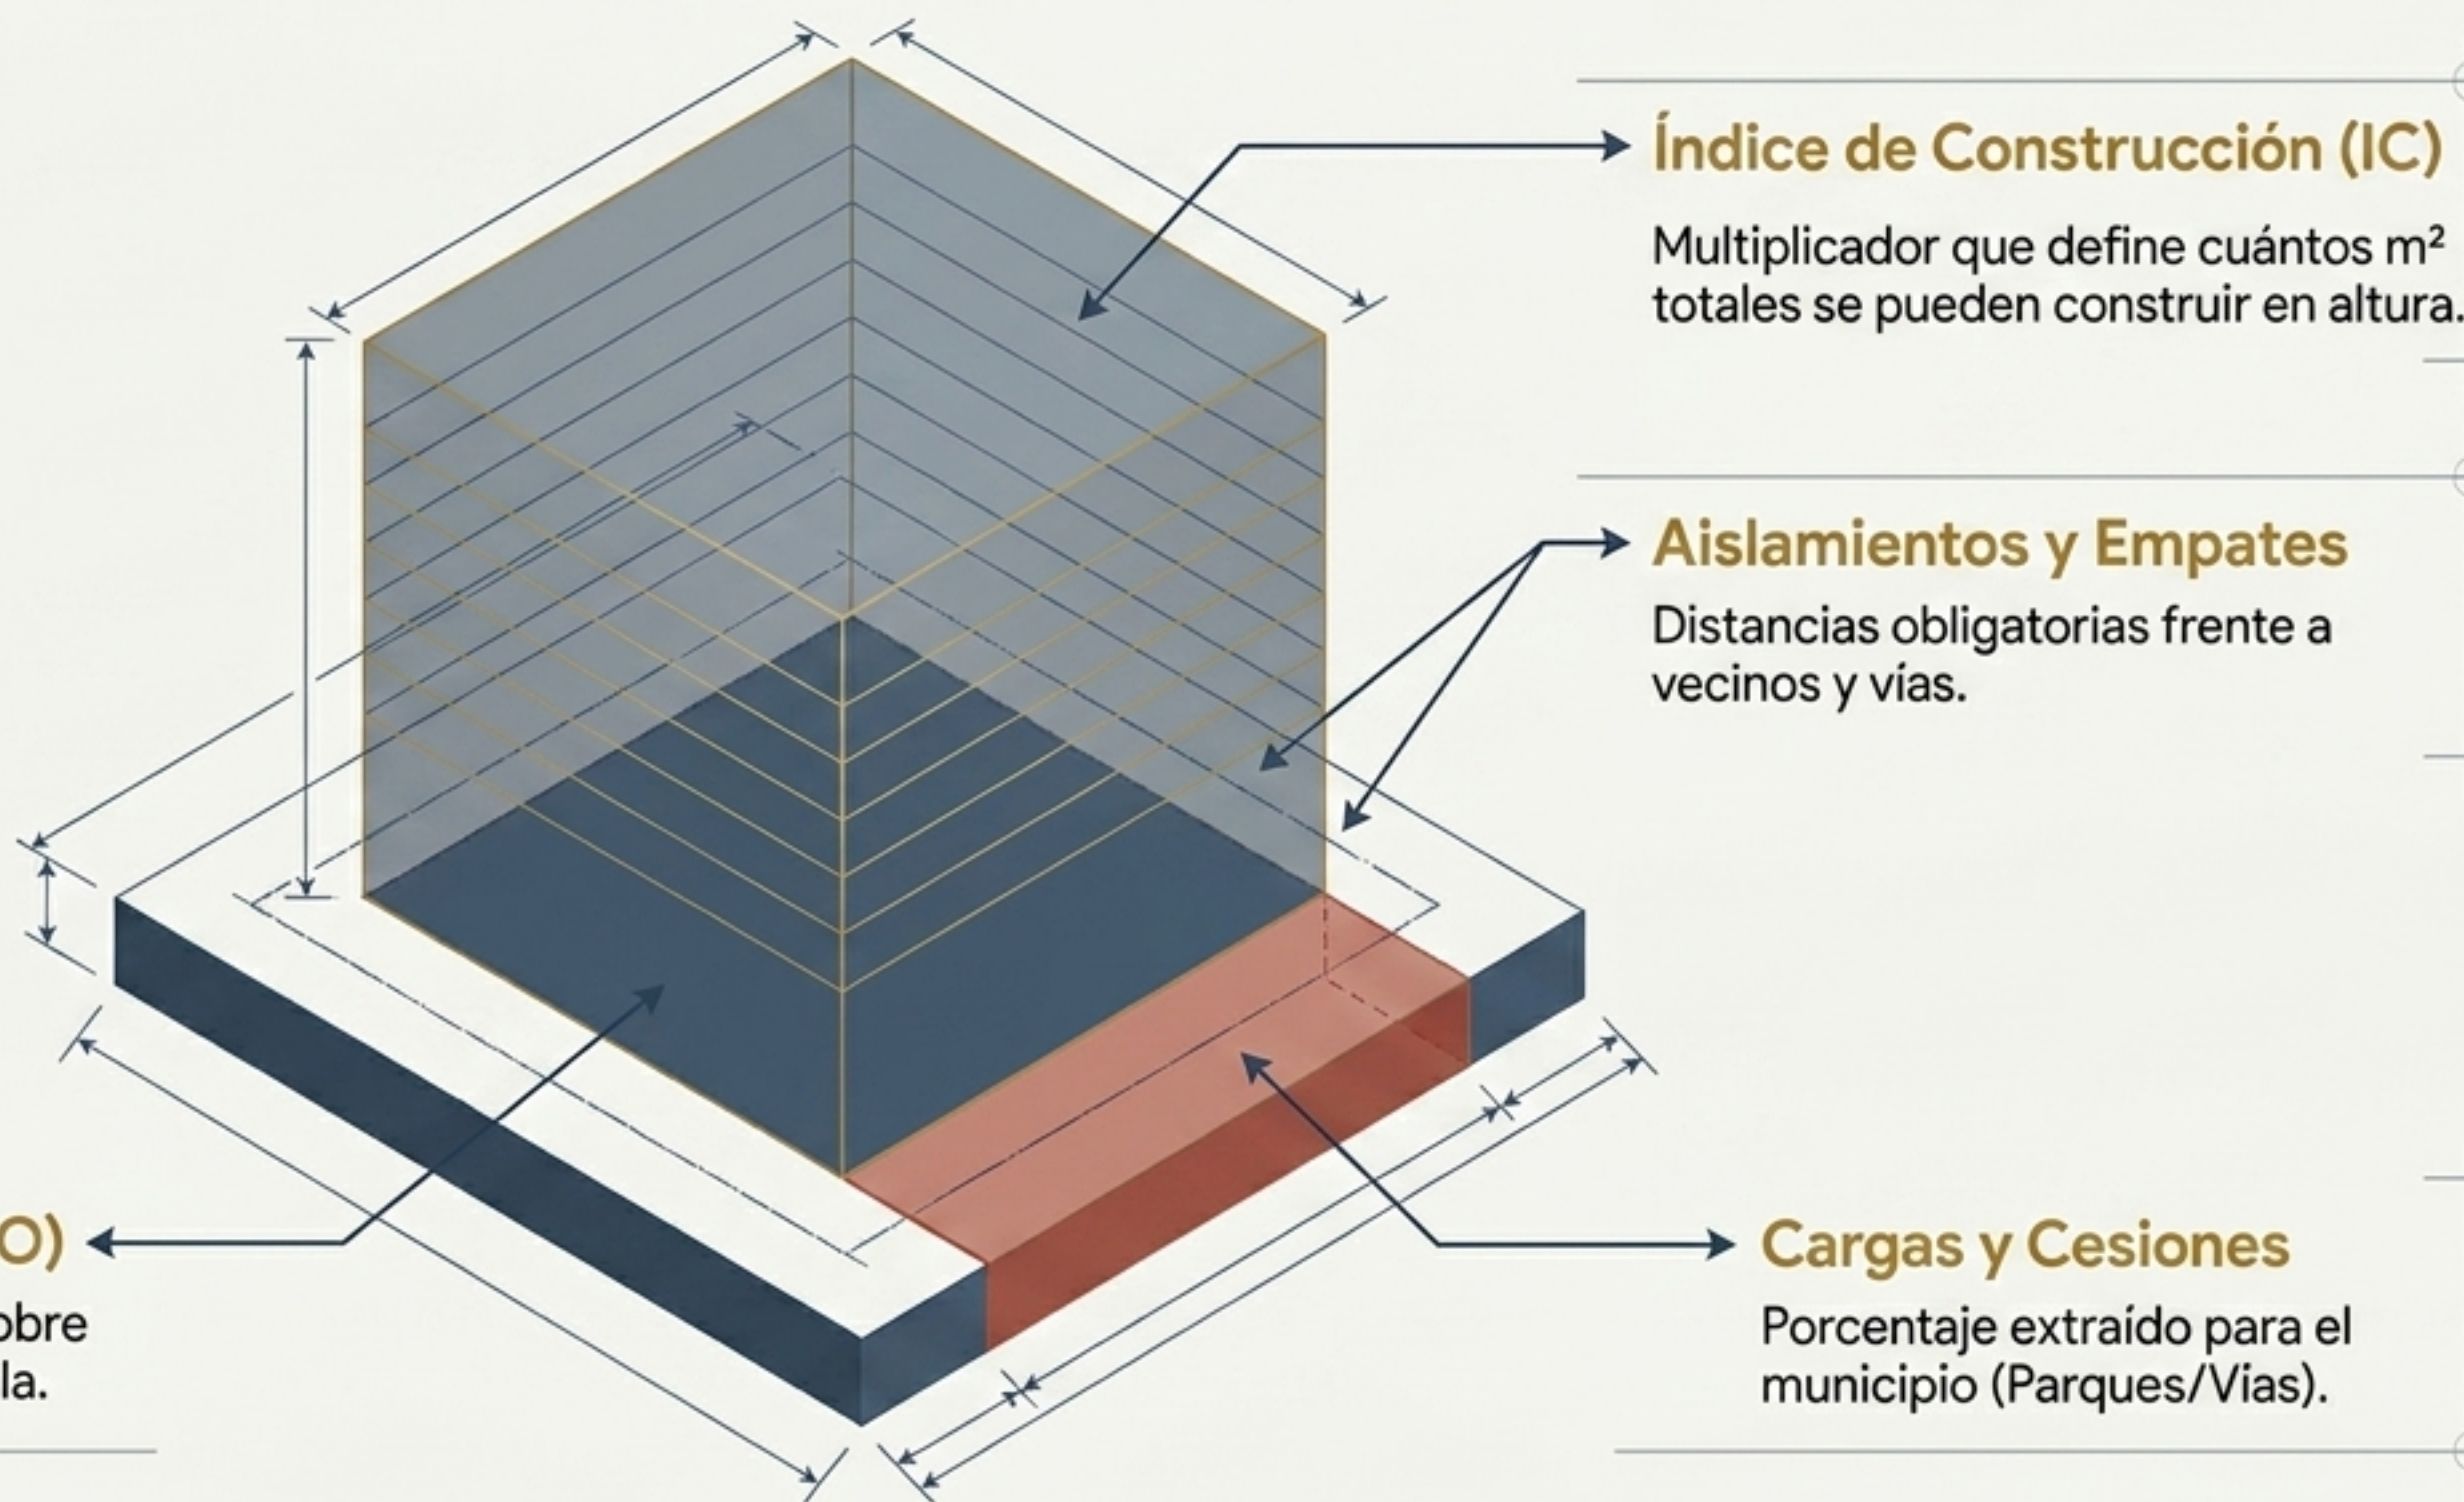 Índice de Construcción (IC)
Multiplicador que define cuántos m²
totales se pueden construir en altura.
Aislamientos y Empates
Distancias obligatorias frente a
vecinos y vías.
O)
obre
la.
Cargas y Cesiones
Porcentaje extraído para el
municipio (Parques/Vias).